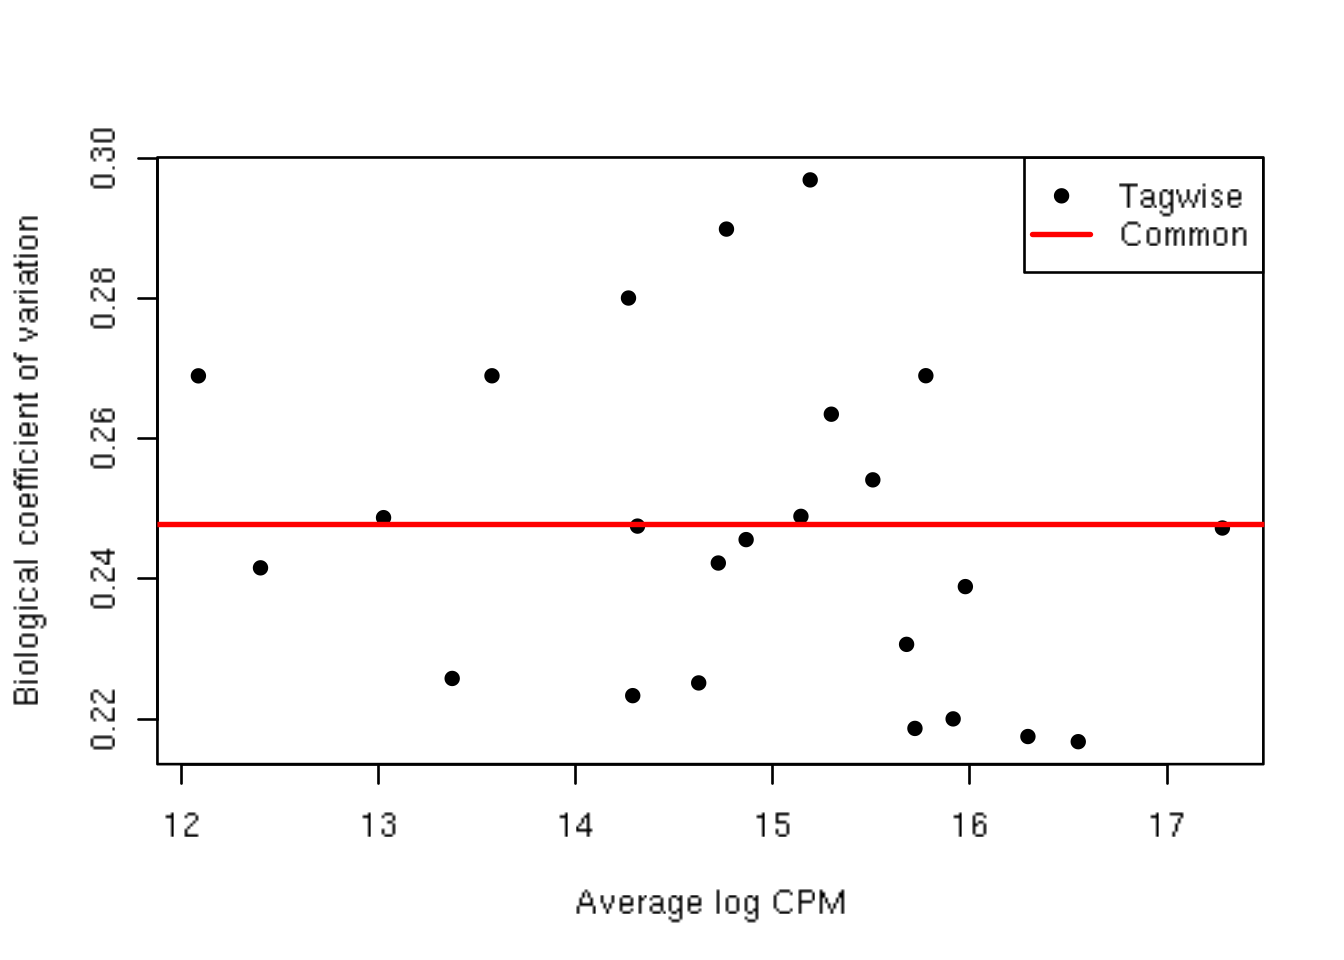 Tagwise
Common
Biological coefficient of variation
0.30
0.28
0.26
0.24
0.22
12 13 14 15 16 17
Average log CPM